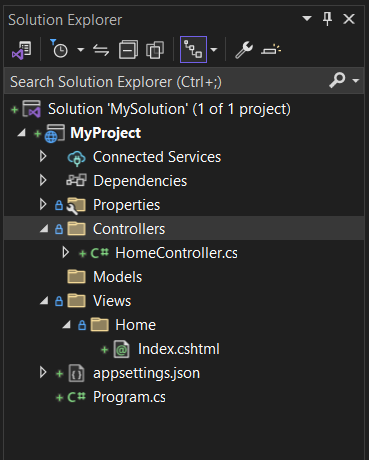 Solution Explorer
Search Solution Explorer (Ctrl+;)
Solution 'MySolution' (1 of 1 project)
MyProject
Connected Services
Dependencies
Properties
Controllers
C# HomeController.cs
Models
Views
Home
Index.cshtml
appsettings.json
C# Program.cs